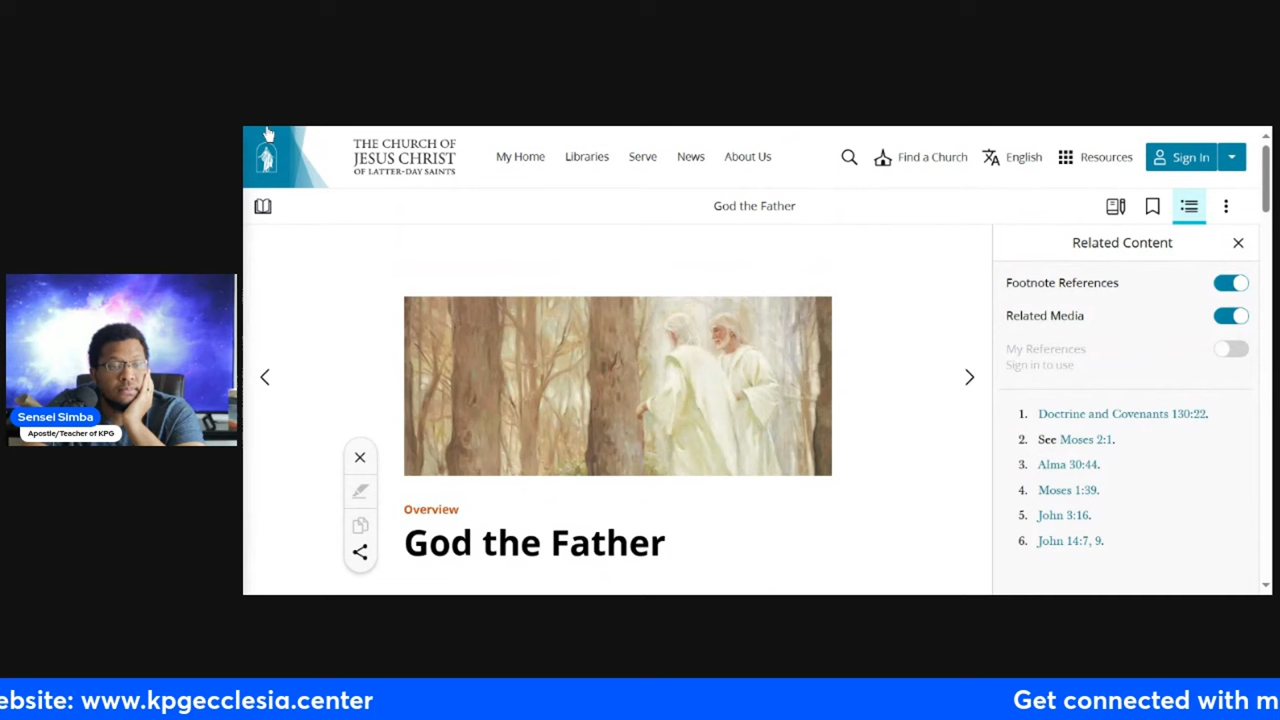 THE CHURCH OF
JESUS CHRIST
OF LATTER-DAY SAINTS
My Home
Libraries
Serve
News
About Us
Find a Church
English
Resources
Sign In
God the Father
Related Content
Footnote References
Related Media
My References
Sign in to use
1. Doctrine and Covenants 130:22.
2. See Moses 2:1.
3. Alma 30:44.
4. Moses 1:39.
5. John 3:16.
6. John 14:7, 9.
Overview
God the Father
Sensei Simba
Apostle/Teacher of KPG
ebsite: www.kpgecclesia.center
Get connected with m